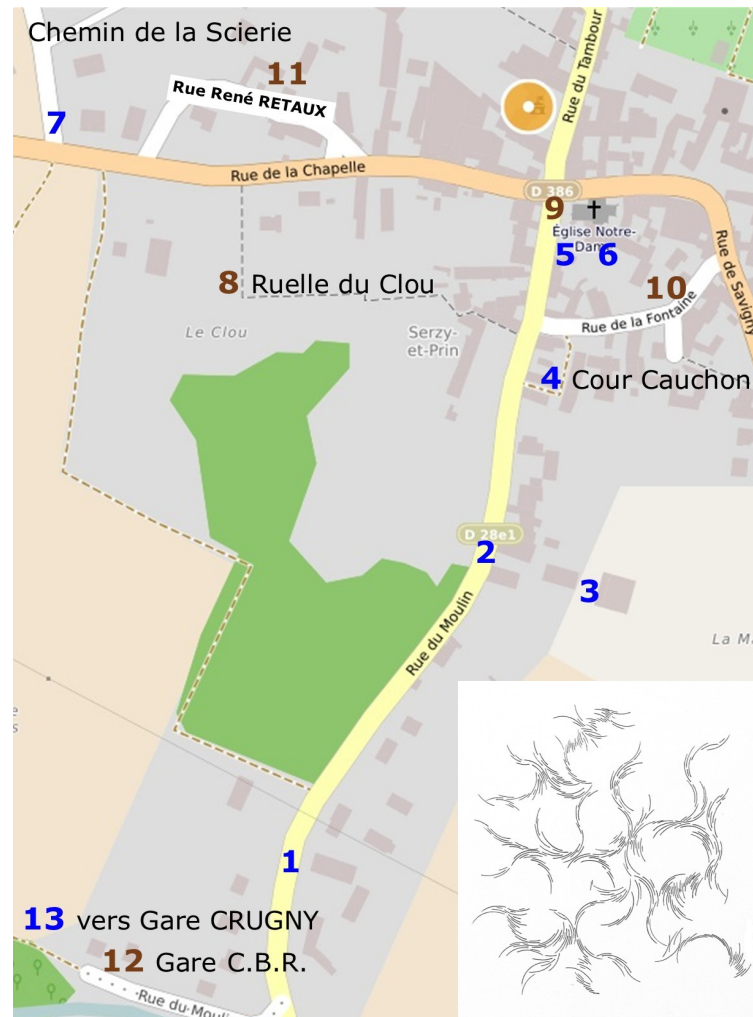 Chemin de la Scierie
11
Rue René RETAUX
Rue du Tambour
7
Rue de la Chapelle
D 386
9
Église Notre-
Dame
5 6
8 Ruelle du Clou
10
Rue de Savigny
Rue de la Fontaine
Le Clou
Serzy-
et-Prin
4 Cour Cauchon
D 28e1
2
3
Rue du Moulin
La Ma
1
13 vers Gare CRUGNY
12 Gare C.B.R.
Rue du Mouli